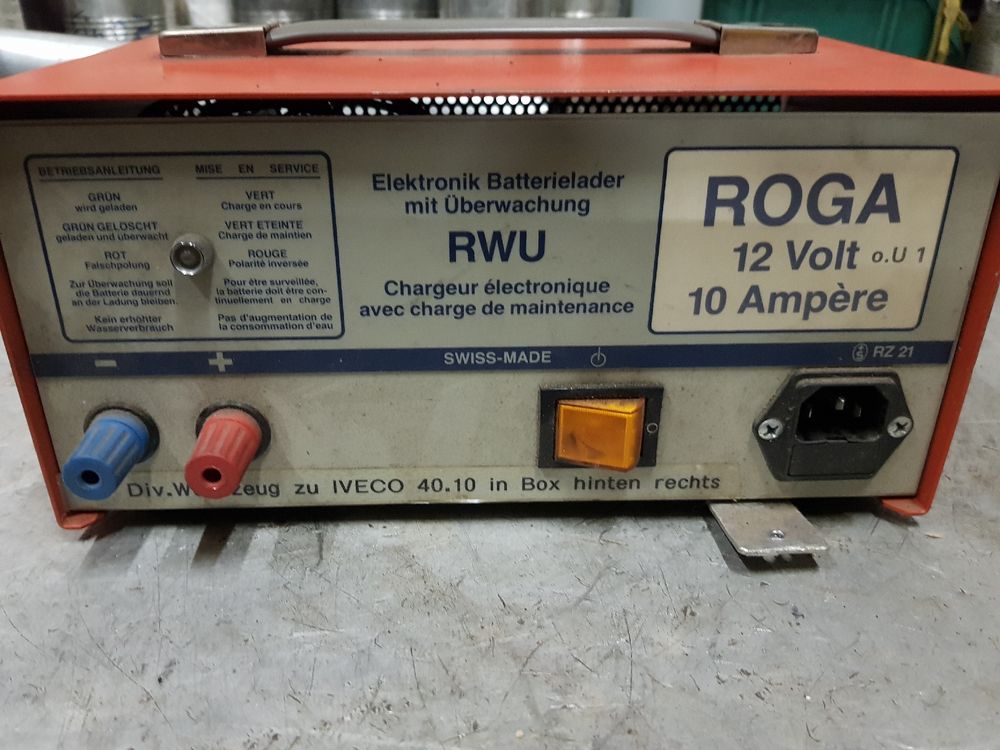 BETRIEBSANLEITUNG
GRÜN
wird geladen
GRÜN GELOSCHT
geladen und überwacht
ROT
Falschpolung
Zur Überwachung soll
die Batterie dauernd
an der Ladung bleiben.
Kein erhöhter
Wasserverbrauch
MISE EN SERVICE
VERT
Charge en cours
VERT ETEINTE
Charge de maintien
ROUGE
Polarité inversée
Pour être surveillée,
la batterie doit être con-
tinuellement en charge
Pas d'augmentation de
la consommation d'eau
Elektronik Batterielader
mit Überwachung
RWU
Chargeur électronique
avec charge de maintenance
ROGA
12 Volt o.U 1
10 Ampère
− +
SWISS-MADE
RZ 21
Div. zu IVECO 40.10 in Box hinten rechts